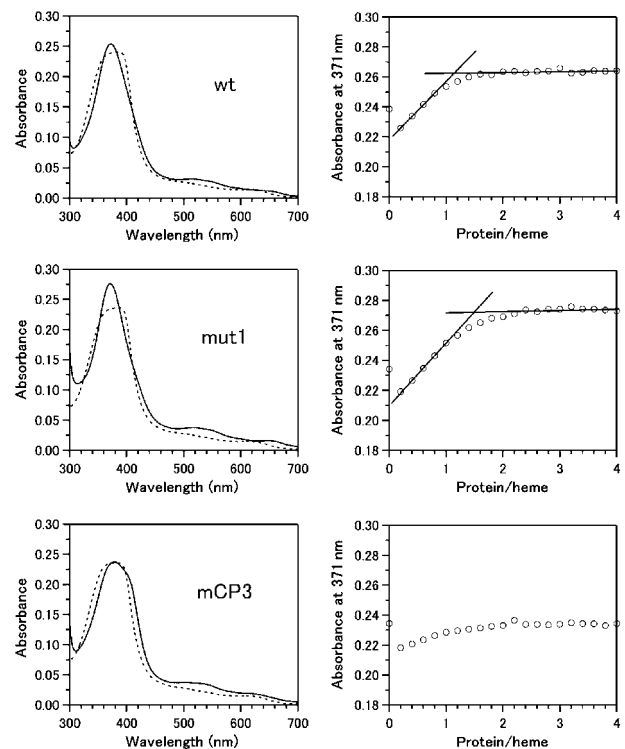 0.30
0.25
0.20
0.15
0.10
0.05
0.00
Absorbance
wt
300 400 500 600 700
Wavelength (nm)
0.30
0.28
0.26
0.24
0.22
0.20
0.18
Absorbance at 371 nm
0 1 2 3 4
Protein/heme
0.30
0.25
0.20
0.15
0.10
0.05
0.00
Absorbance
mut1
300 400 500 600 700
Wavelength (nm)
0.30
0.28
0.26
0.24
0.22
0.20
0.18
Absorbance at 371 nm
0 1 2 3 4
Protein/heme
0.30
0.25
0.20
0.15
0.10
0.05
0.00
Absorbance
mCP3
300 400 500 600 700
Wavelength (nm)
0.30
0.28
0.26
0.24
0.22
0.20
0.18
Absorbance at 371 nm
0 1 2 3 4
Protein/heme